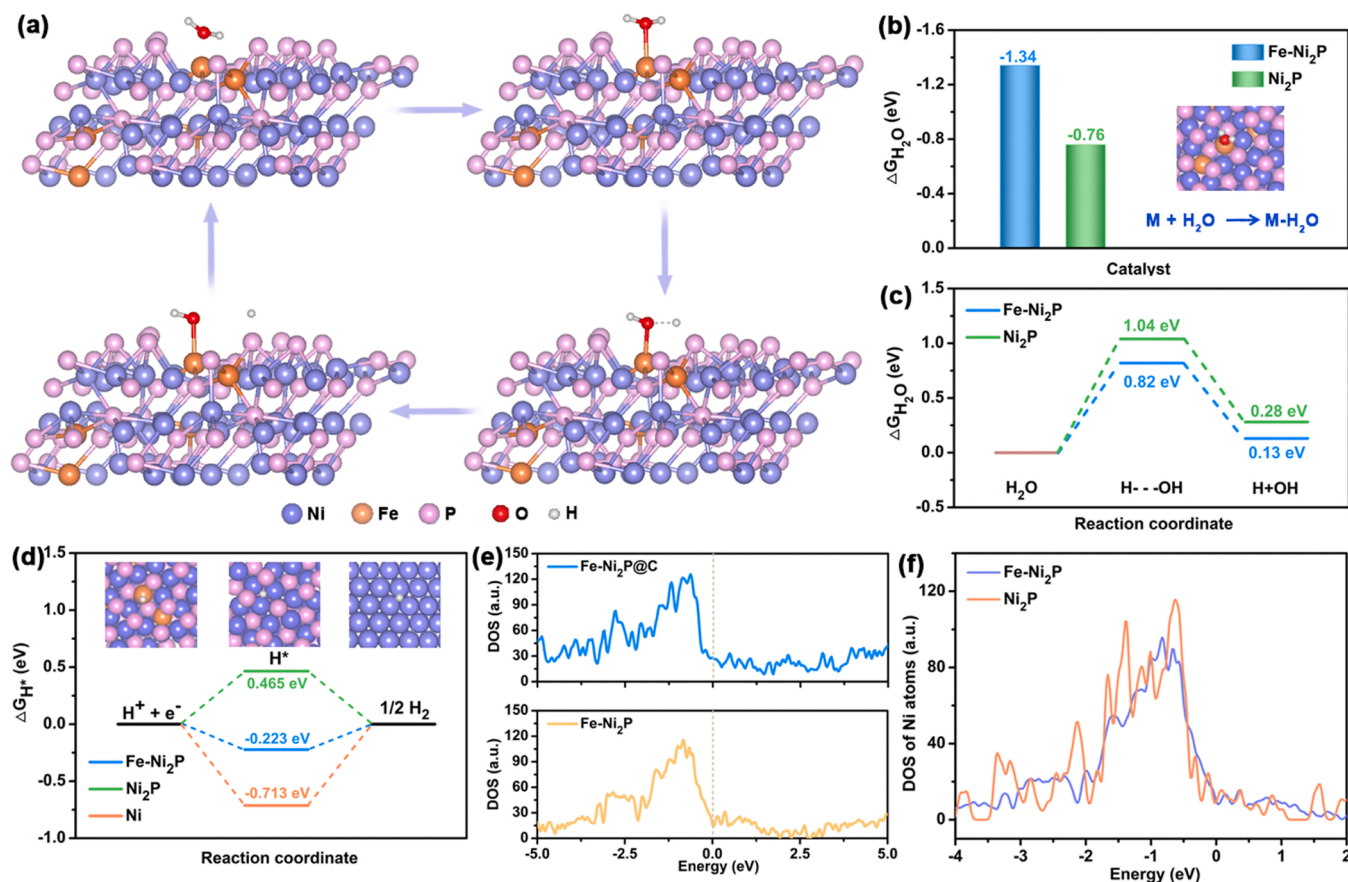 (a)
Ni Fe P O H
(b)
-1.6
-1.2
-0.8
-0.4
0.0
△G_H₂O (eV)
-1.34
-0.76
Fe-Ni₂P
Ni₂P
M + H₂O → M-H₂O
Catalyst
(c)
1.5
1.0
0.5
0.0
-0.5
△G_H₂O (eV)
Fe-Ni₂P
Ni₂P
1.04 eV
0.82 eV
0.28 eV
0.13 eV
H₂O H---OH H+OH
Reaction coordinate
(d)
1.5
1.0
0.5
0.0
-0.5
-1.0
△G_H* (eV)
H*
0.465 eV
H⁺ + e⁻
1/2 H₂
-0.223 eV
-0.713 eV
Fe-Ni₂P
Ni₂P
Ni
Reaction coordinate
(e)
150
120
90
60
30
0
DOS (a.u.)
Fe-Ni₂P@C
150
120
90
60
30
0
DOS (a.u.)
Fe-Ni₂P
-5.0 -2.5 0.0 2.5 5.0
Energy (eV)
(f)
120
80
40
0
DOS of Ni atoms (a.u.)
Fe-Ni₂P
Ni₂P
-4 -3 -2 -1 0 1 2
Energy (eV)